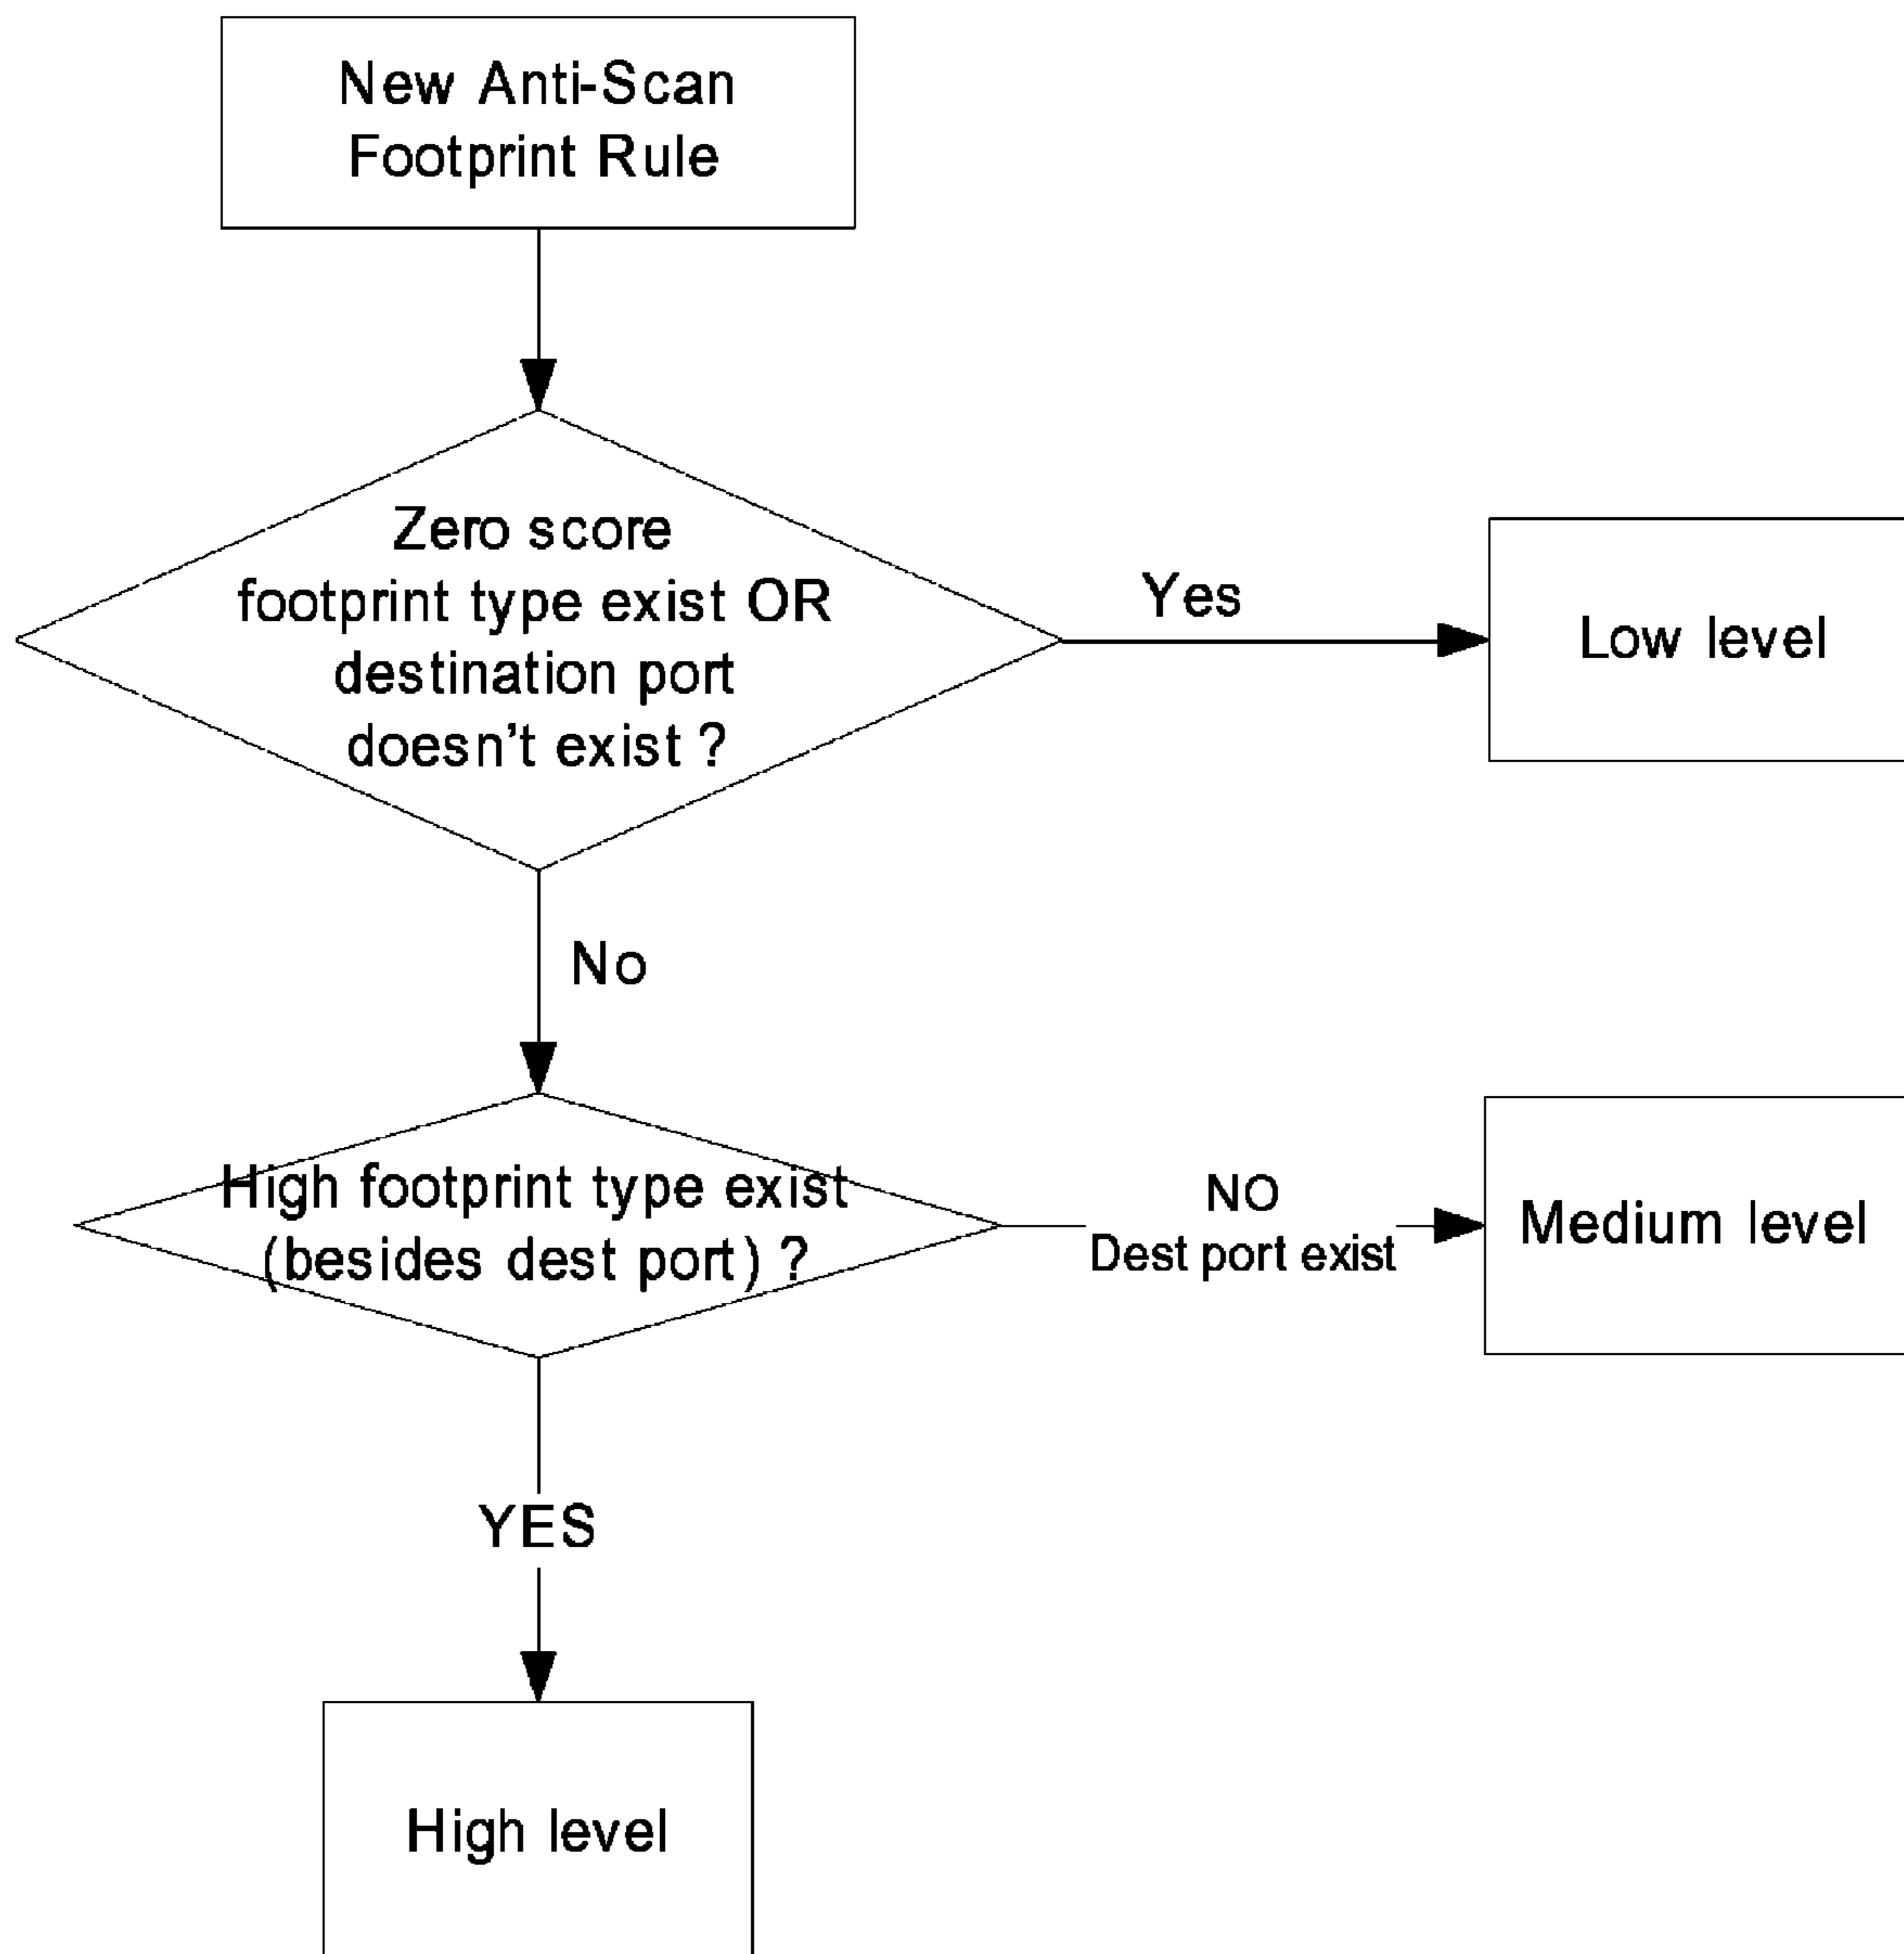 New Anti-Scan
Footprint Rule
Zero score
footprint type exist OR
destination port
doesn't exist ?
Yes
Low level
No
High footprint type exist
(besides dest port) ?
NO
Dest port exist
Medium level
YES
High level